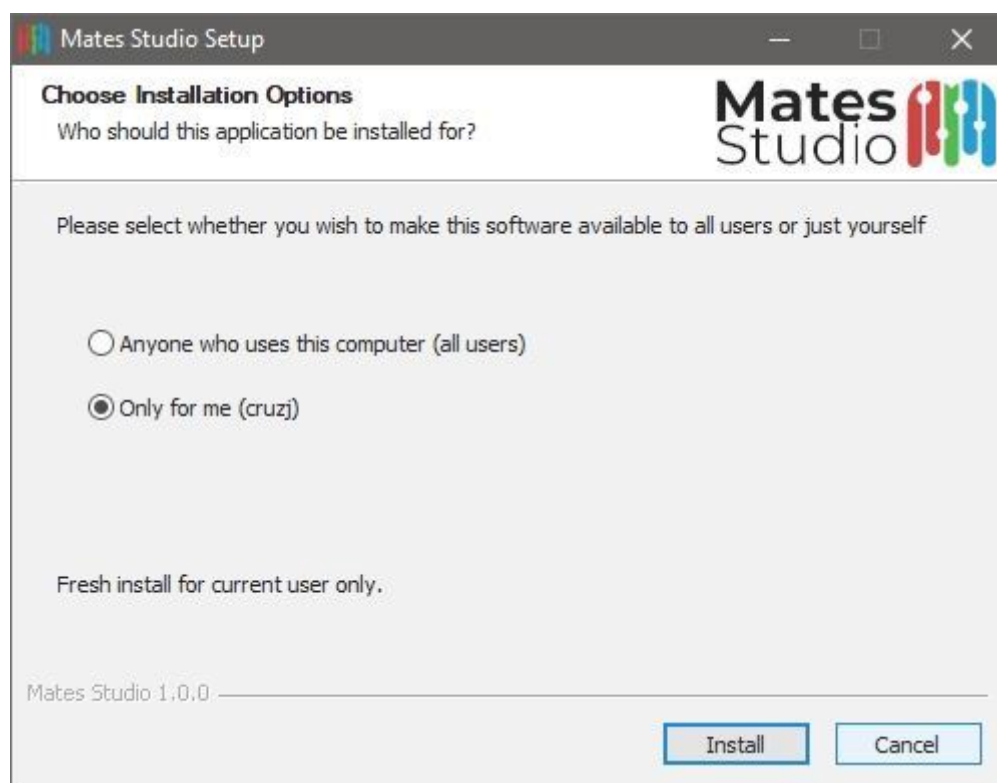 Mates Studio Setup
Choose Installation Options
Who should this application be installed for?
Mates
Studio
Please select whether you wish to make this software available to all users or just yourself
Anyone who uses this computer (all users)
Only for me (cruzj)
Fresh install for current user only.
Mates Studio 1.0.0
Install
Cancel